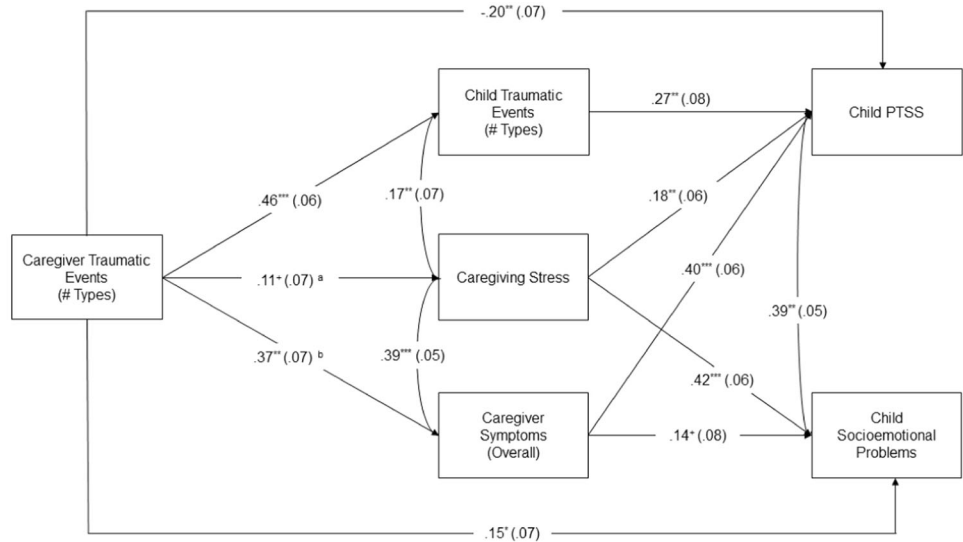 -.20** (.07)
Child Traumatic
Events
(# Types)
.27** (.08)
Child PTSS
.46*** (.06)
.17** (.07)
.18** (.06)
Caregiver Traumatic
Events
(# Types)
.11+ (.07) a
Caregiving Stress
.40*** (.06)
.39** (.05)
.37** (.07) b
.39*** (.05)
.42*** (.06)
Caregiver
Symptoms
(Overall)
.14+ (.08)
Child
Socioemotional
Problems
.15* (.07)